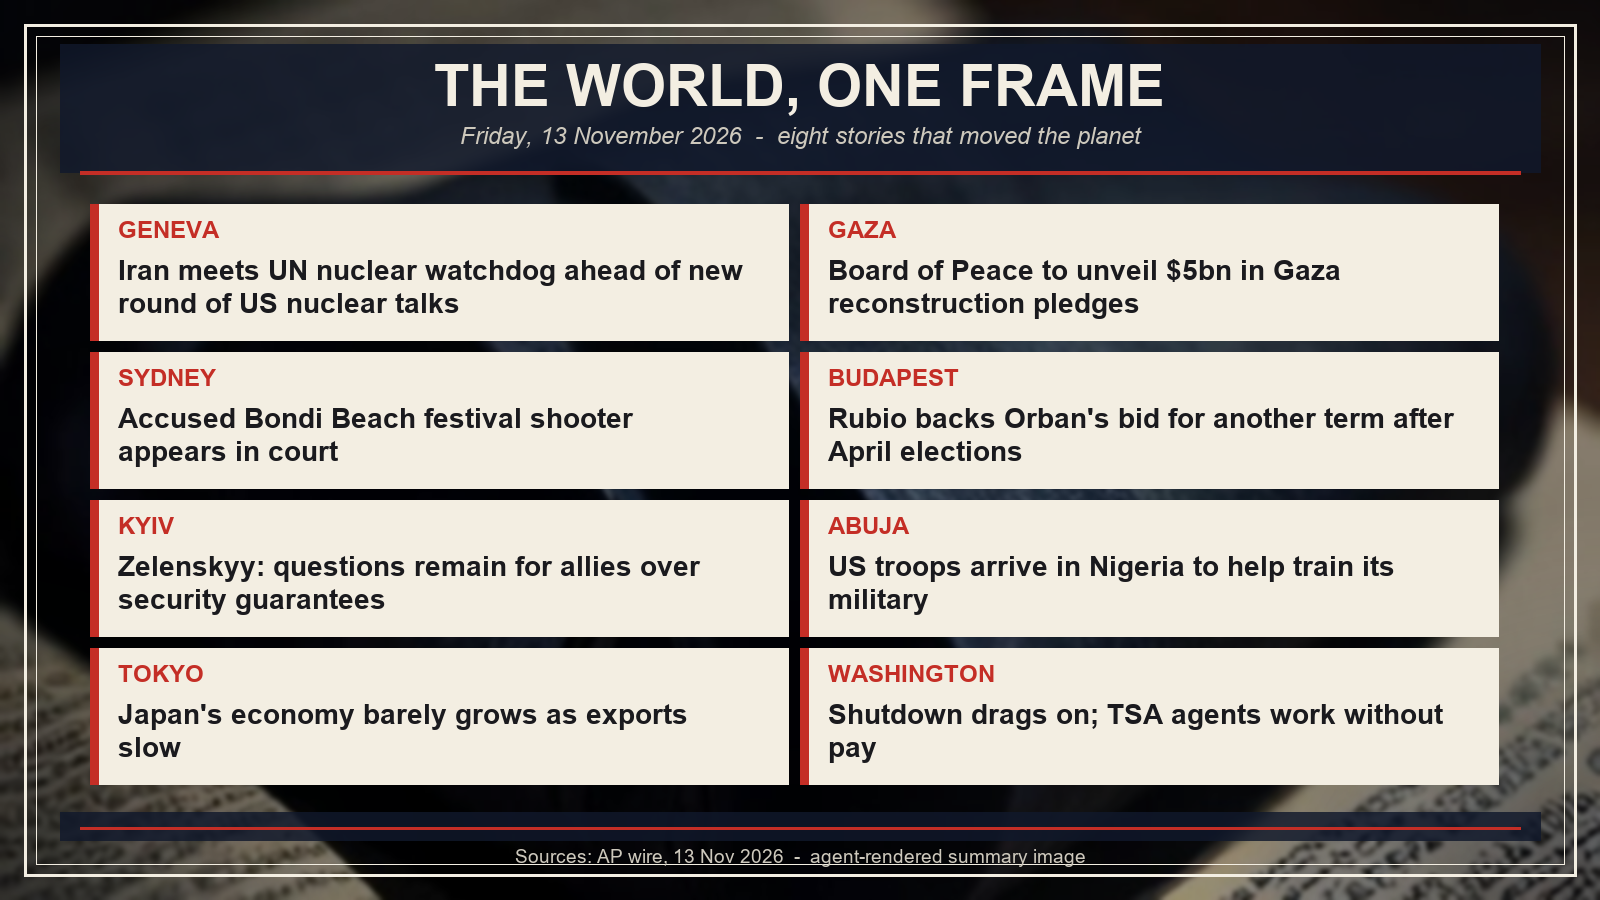 THE WORLD, ONE FRAME
Friday, 13 November 2026 - eight stories that moved the planet
GENEVA
Iran meets UN nuclear watchdog ahead of new
round of US nuclear talks
GAZA
Board of Peace to unveil $5bn in Gaza
reconstruction pledges
SYDNEY
Accused Bondi Beach festival shooter
appears in court
BUDAPEST
Rubio backs Orban's bid for another term after
April elections
KYIV
Zelenskyy: questions remain for allies over
security guarantees
ABUJA
US troops arrive in Nigeria to help train its
military
TOKYO
Japan's economy barely grows as exports
slow
WASHINGTON
Shutdown drags on; TSA agents work without
pay
Sources: AP wire, 13 Nov 2026 - agent-rendered summary image